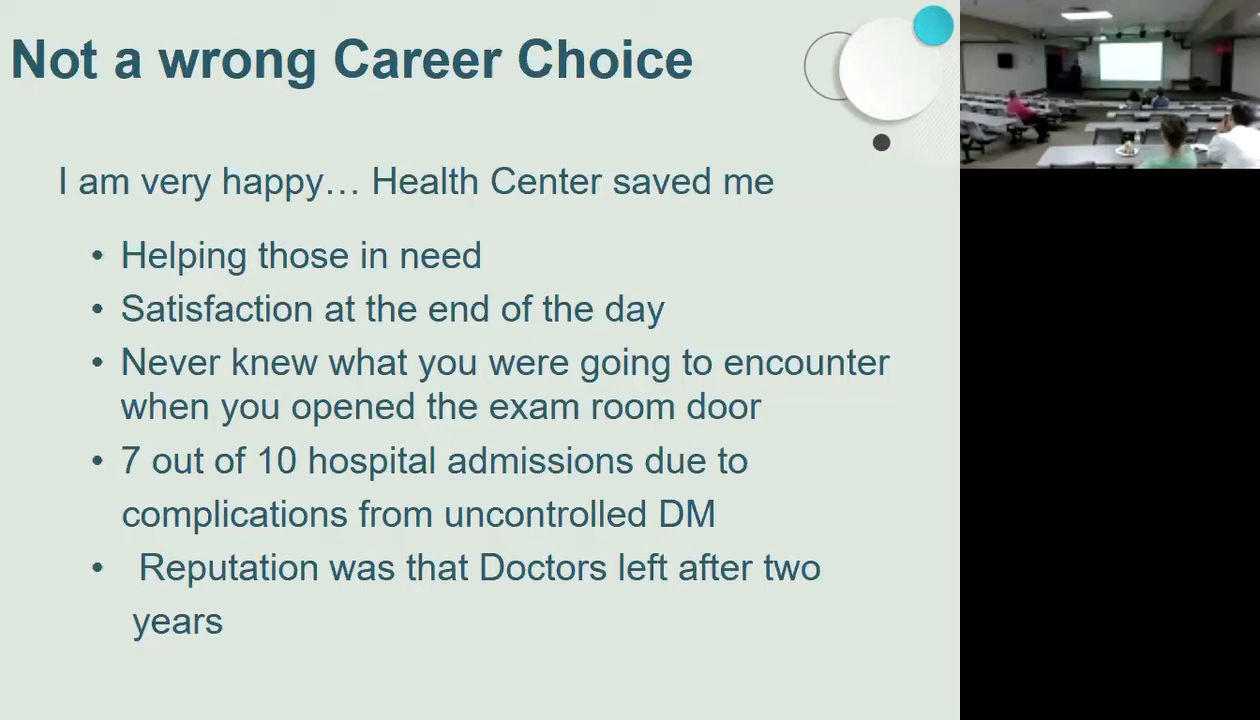 Not a wrong Career Choice
I am very happy… Health Center saved me
• Helping those in need
• Satisfaction at the end of the day
• Never knew what you were going to encounter
when you opened the exam room door
• 7 out of 10 hospital admissions due to
complications from uncontrolled DM
• Reputation was that Doctors left after two
years